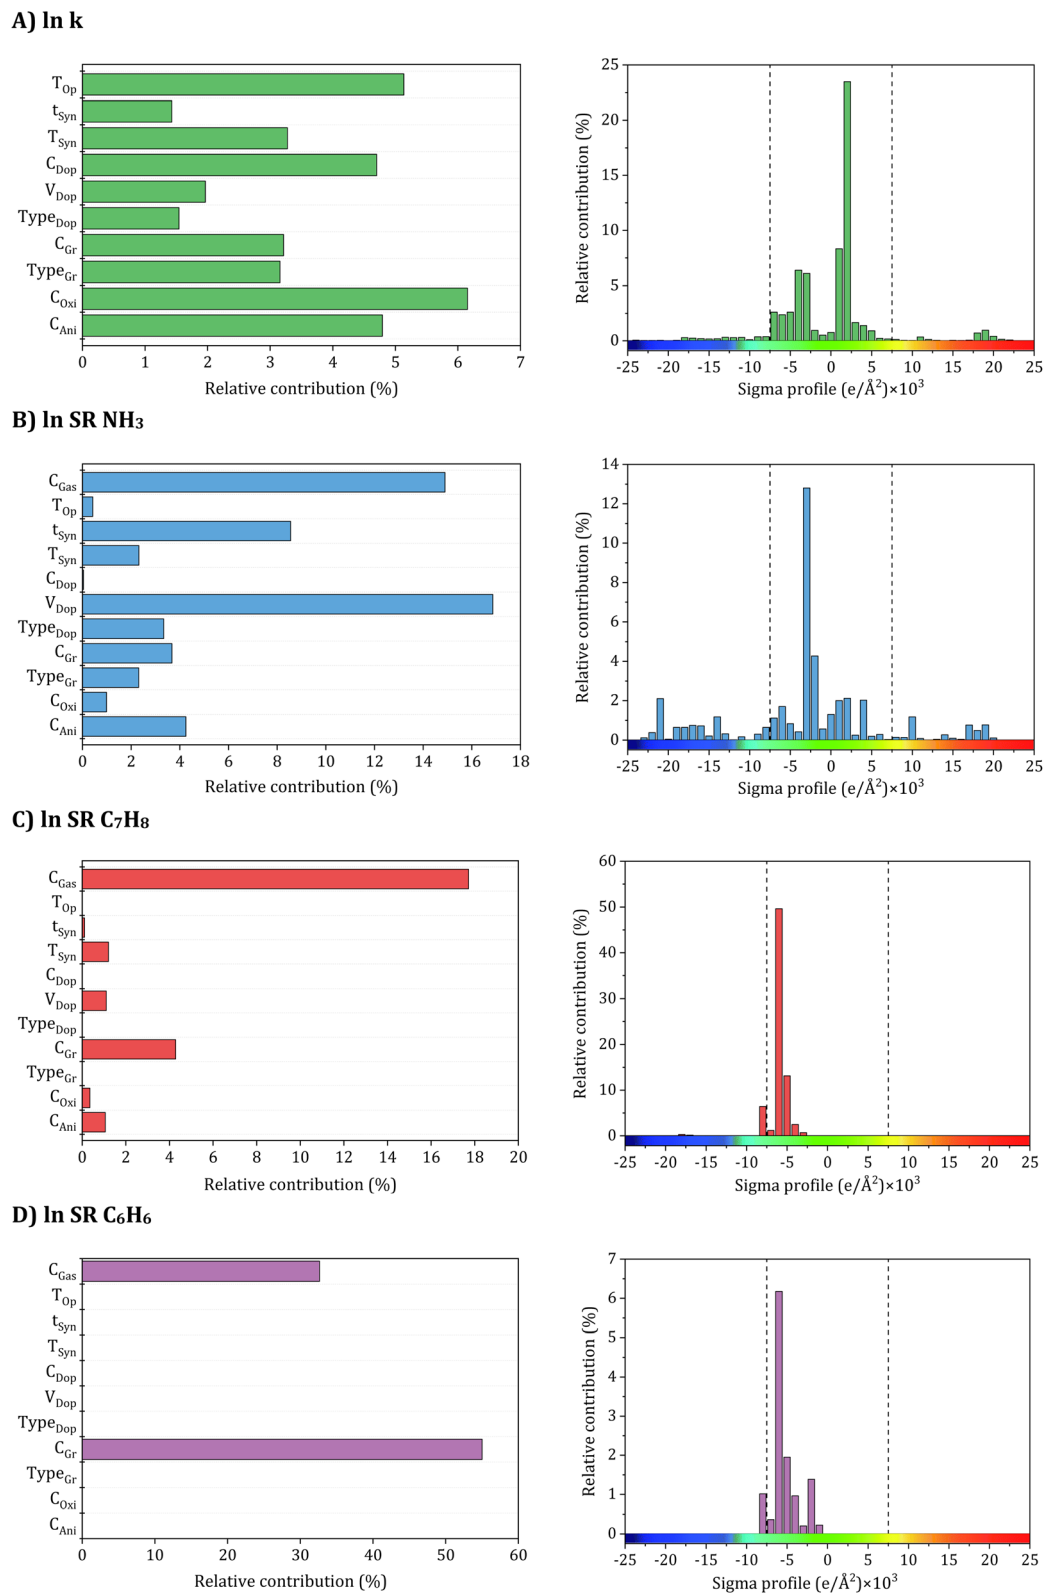 A) ln k
T_Op
t_Syn
T_Syn
C_Dop
V_Dop
Type_Dop
C_Gr
Type_Gr
C_Oxi
C_Ani
0 1 2 3 4 5 6 7
Relative contribution (%)
Relative contribution (%)
25
20
15
10
5
0
-25 -20 -15 -10 -5 0 5 10 15 20 25
Sigma profile (e/Å²)×10³
B) ln SR NH₃
C_Gas
T_Op
t_Syn
T_Syn
C_Dop
V_Dop
Type_Dop
C_Gr
Type_Gr
C_Oxi
C_Ani
0 2 4 6 8 10 12 14 16 18
Relative contribution (%)
Relative contribution (%)
14
12
10
8
6
4
2
0
-25 -20 -15 -10 -5 0 5 10 15 20 25
Sigma profile (e/Å²)×10³
C) ln SR C₇H₈
C_Gas
T_Op
t_Syn
T_Syn
C_Dop
V_Dop
Type_Dop
C_Gr
Type_Gr
C_Oxi
C_Ani
0 2 4 6 8 10 12 14 16 18 20
Relative contribution (%)
Relative contribution (%)
60
50
40
30
20
10
0
-25 -20 -15 -10 -5 0 5 10 15 20 25
Sigma profile (e/Å²)×10³
D) ln SR C₆H₆
C_Gas
T_Op
t_Syn
T_Syn
C_Dop
V_Dop
Type_Dop
C_Gr
Type_Gr
C_Oxi
C_Ani
0 10 20 30 40 50 60
Relative contribution (%)
Relative contribution (%)
7
6
5
4
3
2
1
0
-25 -20 -15 -10 -5 0 5 10 15 20 25
Sigma profile (e/Å²)×10³